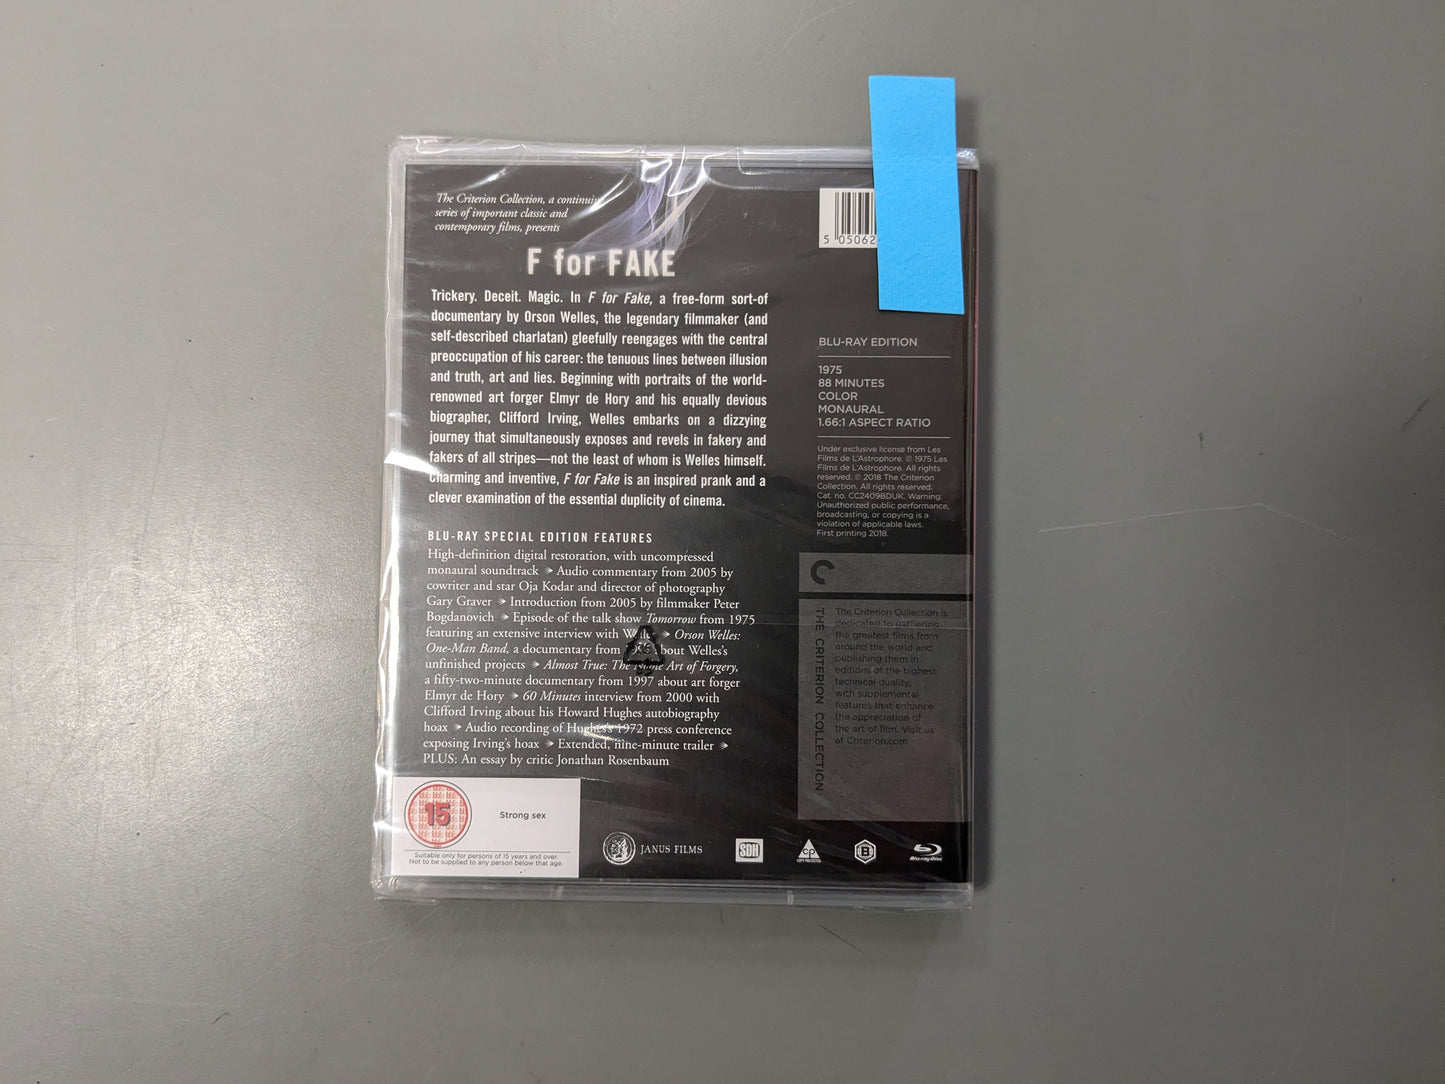 The Criterion Collection, a
series of important classic and
contemporary films, presents
F for FAKE
Trickery. Deceit. Magic. In F for Fake, a free-form sort-of
documentary by Orson Welles, the legendary filmmaker (and
self-described charlatan) gleefully reengages with the central
preoccupation of his career: the tenuous lines between illusion
and truth, art and lies. Beginning with portraits of the world-
renowned art forger Elmyr de Hory and his equally devious
biographer, Clifford Irving, Welles embarks on a dizzying
journey that simultaneously exposes and revels in fakery and
fakers of all stripes—not the least of whom is Welles himself.
Charming and inventive, F for Fake is an inspired prank and a
clever examination of the essential duplicity of cinema.
BLU-RAY SPECIAL EDITION FEATURES
High-definition digital restoration, with uncompressed
monaural soundtrack ➛ Audio commentary from 2005 by
cowriter and star Oja Kodar and director of photography
Gary Graver ➛ Introduction from 2005 by filmmaker Peter
Bogdanovich ➛ Episode of the talk show Tomorrow from 1975
featuring an extensive interview with ➛ Orson Welles:
One-Man Band, a documentary from about Welles's
unfinished projects ➛ Almost True: The Noble Art of Forgery,
a fifty-two-minute documentary from 1997 about art forger
Elmyr de Hory ➛ 60 Minutes interview from 2000 with
Clifford Irving about his Howard Hughes autobiography
hoax ➛ Audio recording of Hughes's 1972 press conference
exposing Irving's hoax ➛ Extended, nine-minute trailer ➛
PLUS: An essay by critic Jonathan Rosenbaum
15
Strong sex
Suitable only for persons of 15 years and over.
Not to be supplied to any person below that age.
JANUS FILMS
SDH
CP
COPY PROTECTED
B
Blu-ray Disc
5 05062
BLU-RAY EDITION
1975
88 MINUTES
COLOR
MONAURAL
1.66:1 ASPECT RATIO
Under exclusive license from Les
Films de L'Astrophore. © 1975 Les
Films de L'Astrophore. All rights
reserved. © 2018 The Criterion
Collection. All rights reserved.
Cat. no. CC2409BDUK. Warning:
Unauthorized public performance,
broadcasting, or copying is a
violation of applicable laws.
First printing 2018.
THE CRITERION COLLECTION
The Criterion Collection is
dedicated to gathering
the greatest films from
around the world and
publishing them in
editions of the highest
technical quality,
with supplemental
features that enhance
the appreciation of
the art of film. Visit us
at Criterion.com